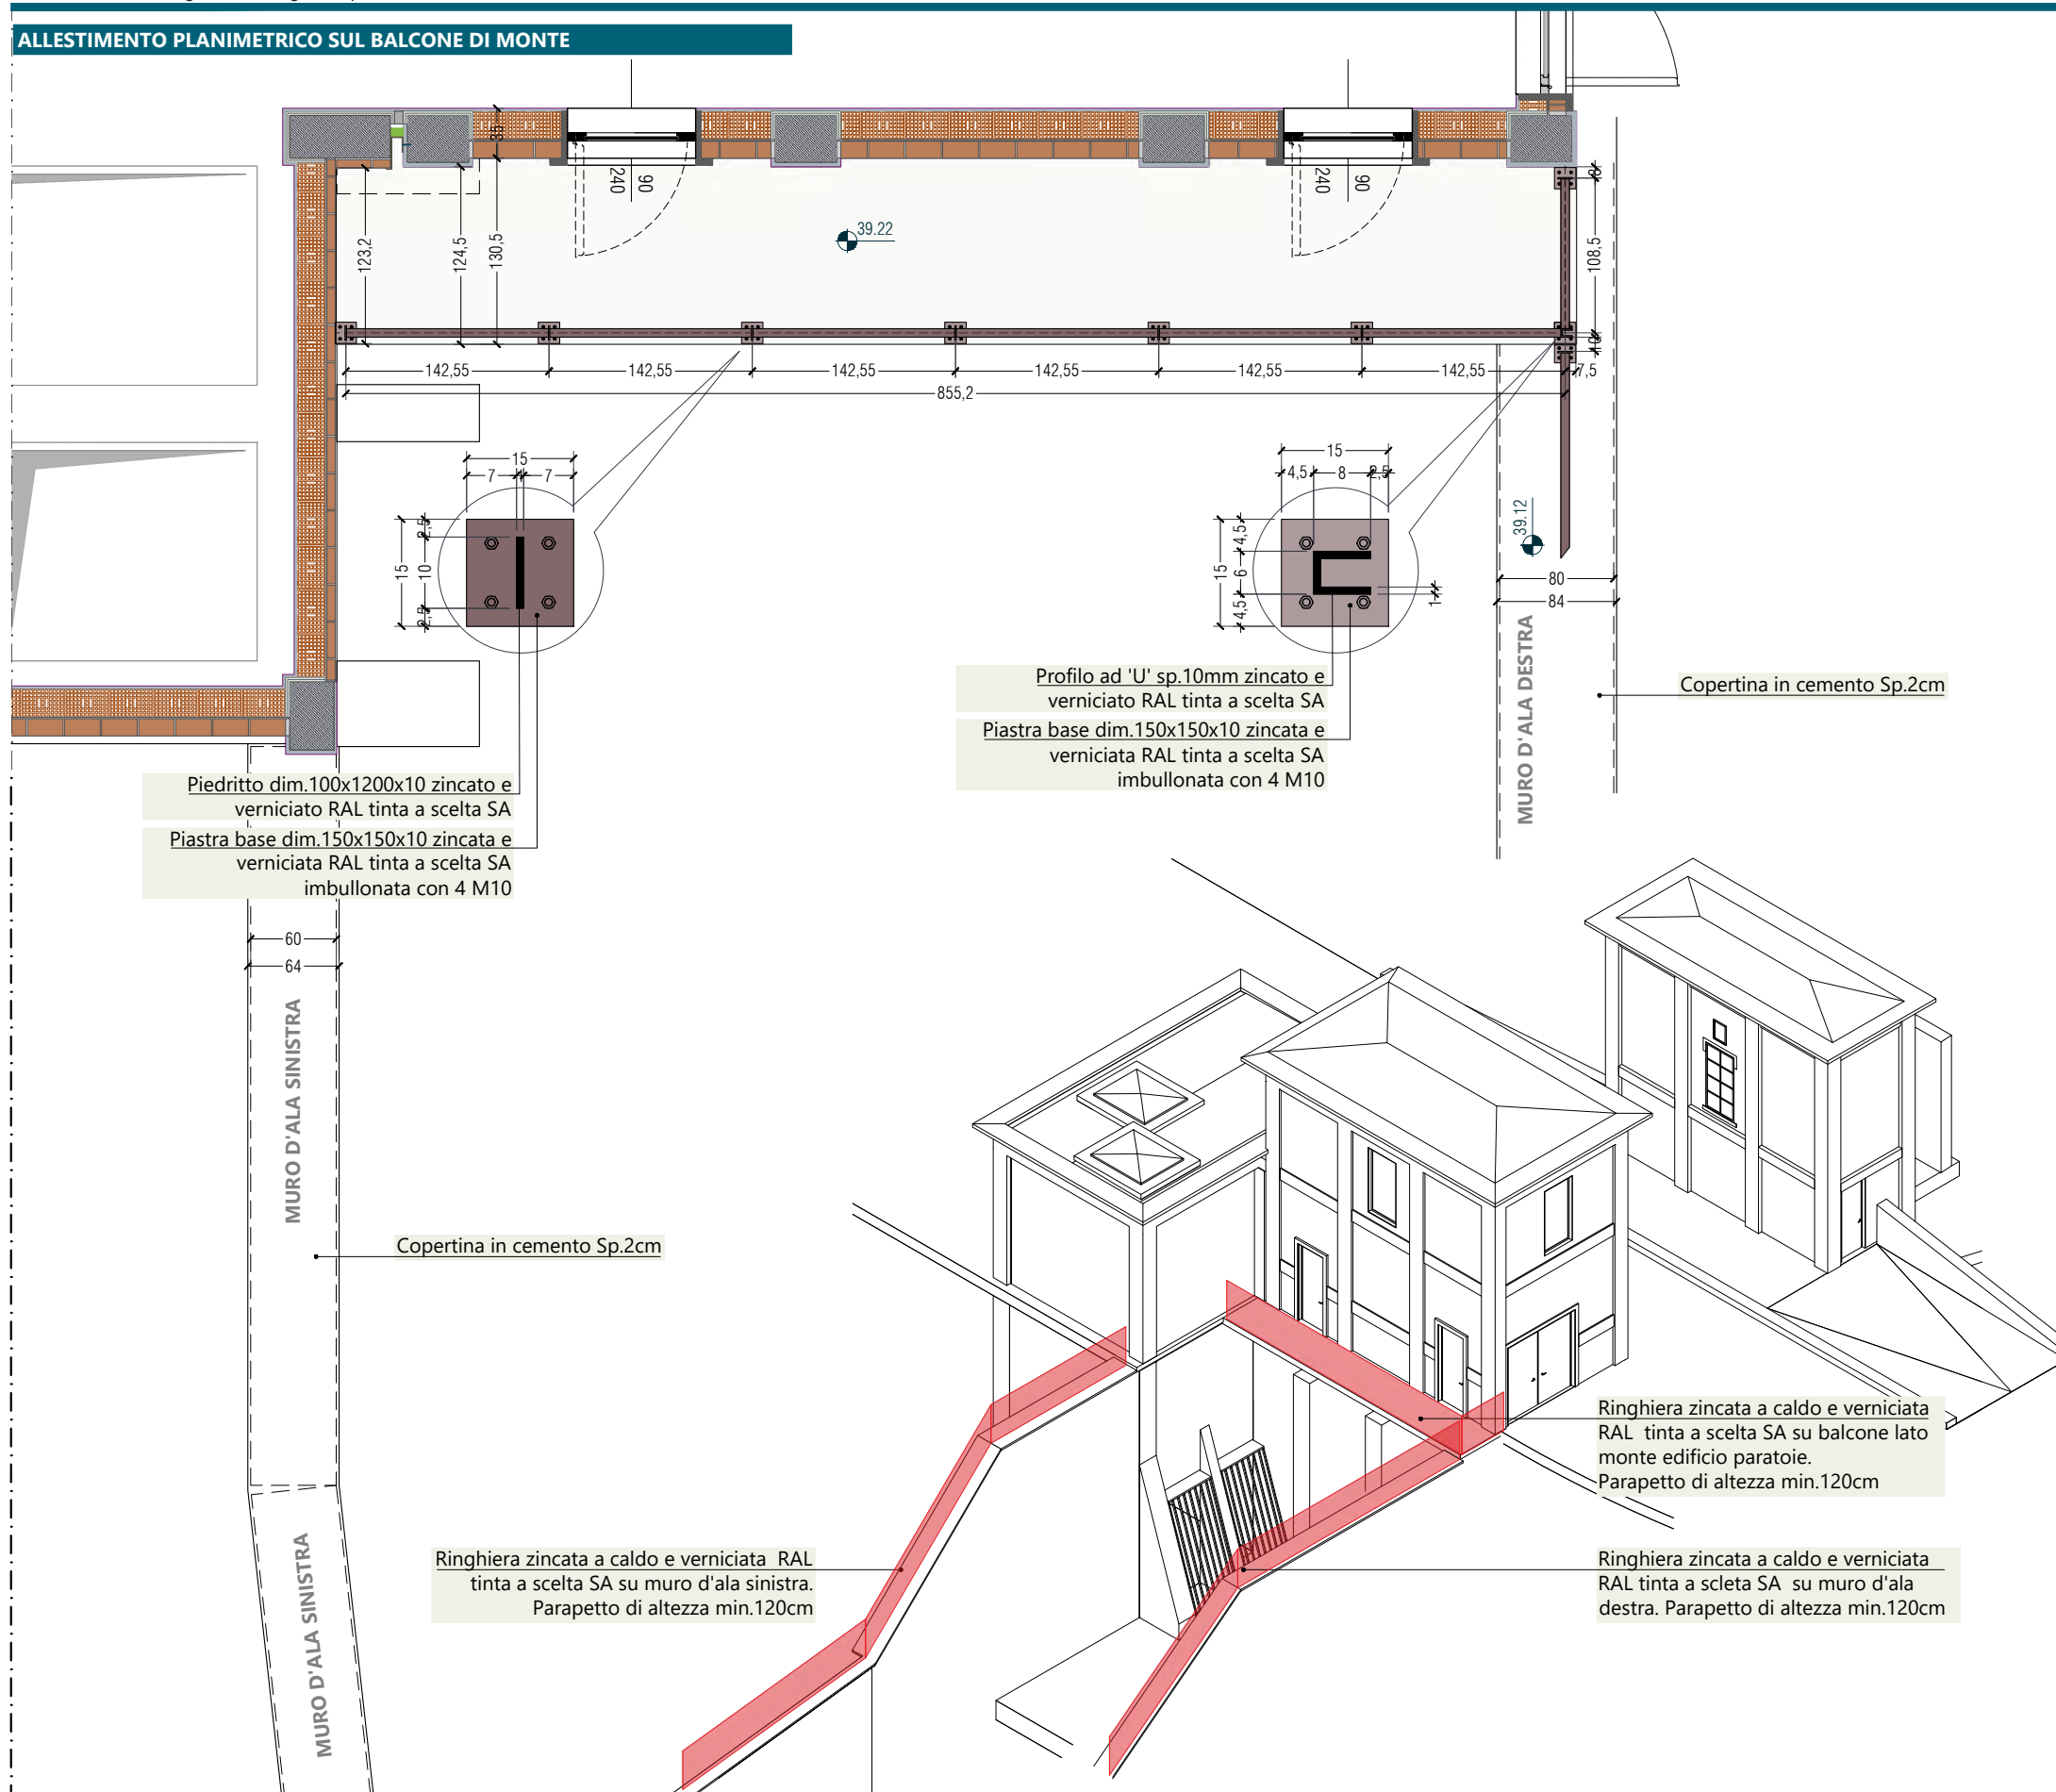 ALLESTIMENTO PLANIMETRICO SUL BALCONE DI MONTE
35
240
90
240
90
8
123,2
124,5
130,5
39.22
108,5
10
142,55
142,55
142,55
142,55
142,55
142,55
7,5
855,2
15
7
7
2,5
15
10
2,5
15
4,5
8
2,5
4,5
15
6
4,5
1
39.12
80
84
MURO D'ALA DESTRA
Profilo ad 'U' sp.10mm zincato e
verniciato RAL tinta a scelta SA
Piastra base dim.150x150x10 zincata e
verniciata RAL tinta a scelta SA
imbullonata con 4 M10
Copertina in cemento Sp.2cm
Piedritto dim.100x1200x10 zincato e
verniciato RAL tinta a scelta SA
Piastra base dim.150x150x10 zincata e
verniciata RAL tinta a scelta SA
imbullonata con 4 M10
60
64
MURO D'ALA SINISTRA
Copertina in cemento Sp.2cm
MURO D'ALA SINISTRA
Ringhiera zincata a caldo e verniciata
RAL  tinta a scelta SA su balcone lato
monte edificio paratoie.
Parapetto di altezza min.120cm
Ringhiera zincata a caldo e verniciata  RAL
tinta a scelta SA su muro d'ala sinistra.
Parapetto di altezza min.120cm
Ringhiera zincata a caldo e verniciata
RAL tinta a scleta SA  su muro d'ala
destra. Parapetto di altezza min.120cm